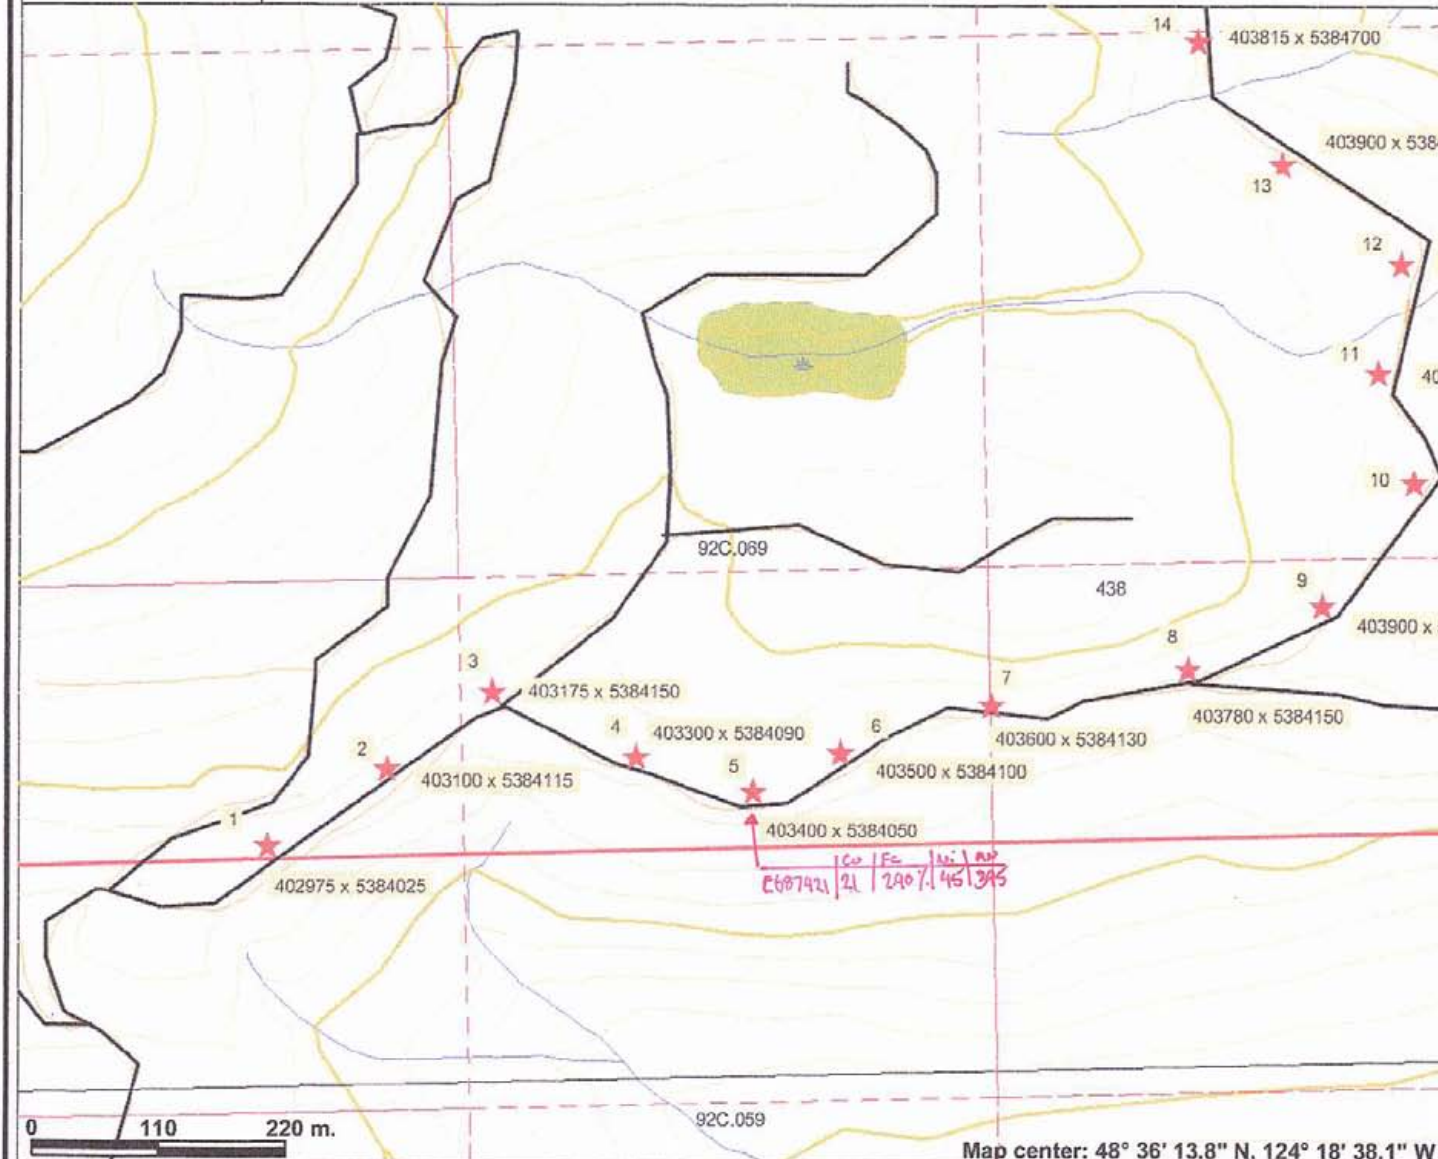 14
403815 x 5384700
403900 x 538
13
12
11
40
10
92C.069
438
9
403900 x
8
3
403175 x 5384150
7
403780 x 5384150
4
403300 x 5384090
6
403600 x 5384130
2
403100 x 5384115
5
403500 x 5384100
1
403400 x 5384050
Cu Fe Ni
E687921 21 290% 45 395
402975 x 5384025
92C.059
0 110 220 m.
Map center: 48° 36' 13.8" N, 124° 18' 38.1" W